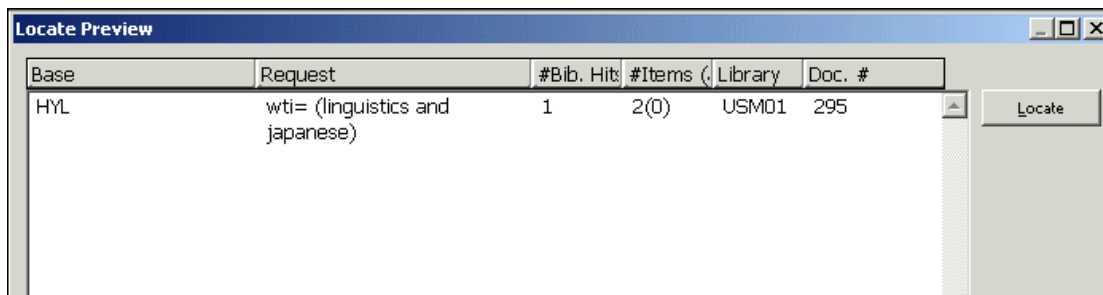 Locate Preview
Base Request #Bib. Hits #Items (. Library Doc. #
HYL wti= (linguistics and 1 2(0) USM01 295
japanese)
Locate